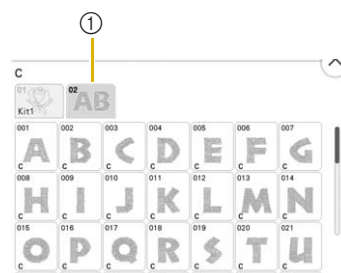 ①
C
01 02 AB
Kit1
001 002 003 004 005 006 007
A B C D E F G
C C C C C C C
008 009 010 011 012 013 014
H I J K L M N
C C C C C C C
015 016 017 018 019 020 021
O P Q R S T U
C C C C C C C